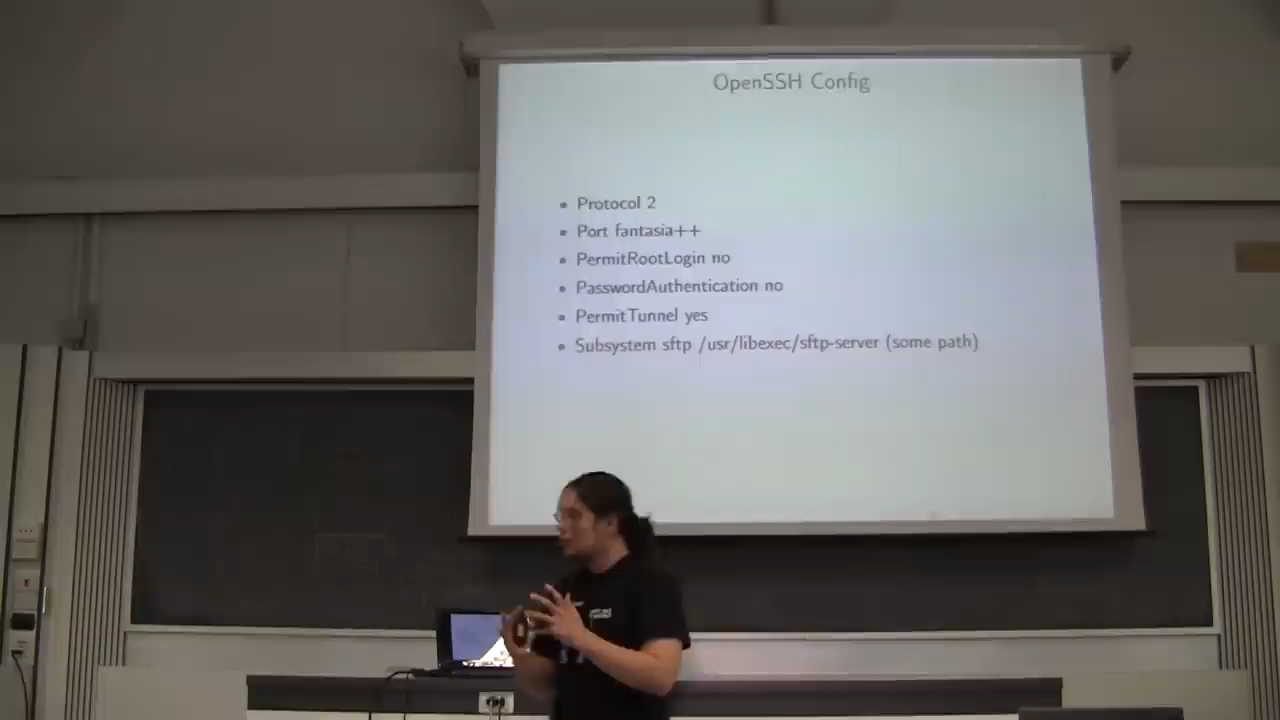 OpenSSH Config
Protocol 2
Port fantasia++
PermitRootLogin no
PasswordAuthentication no
PermitTunnel yes
Subsystem sftp /usr/libexec/sftp-server (some path)